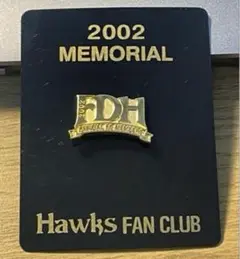 2002
MEMORIAL
FDH
Hawks FAN CLUB